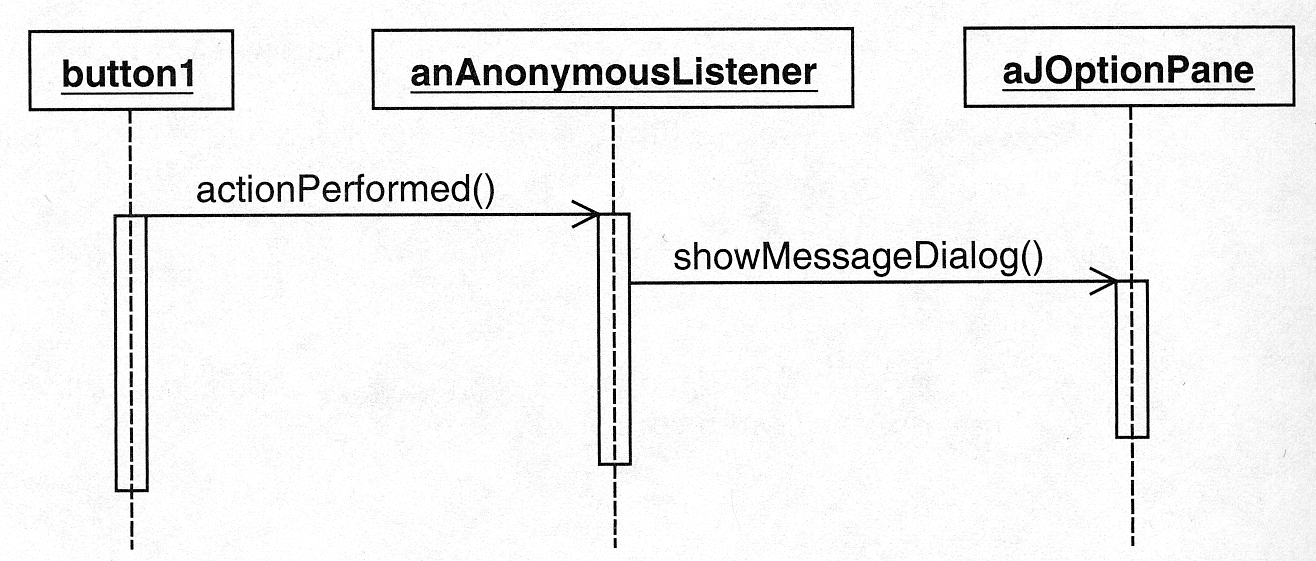 button1
anAnonymousListener
aJOptionPane
actionPerformed()
showMessageDialog()